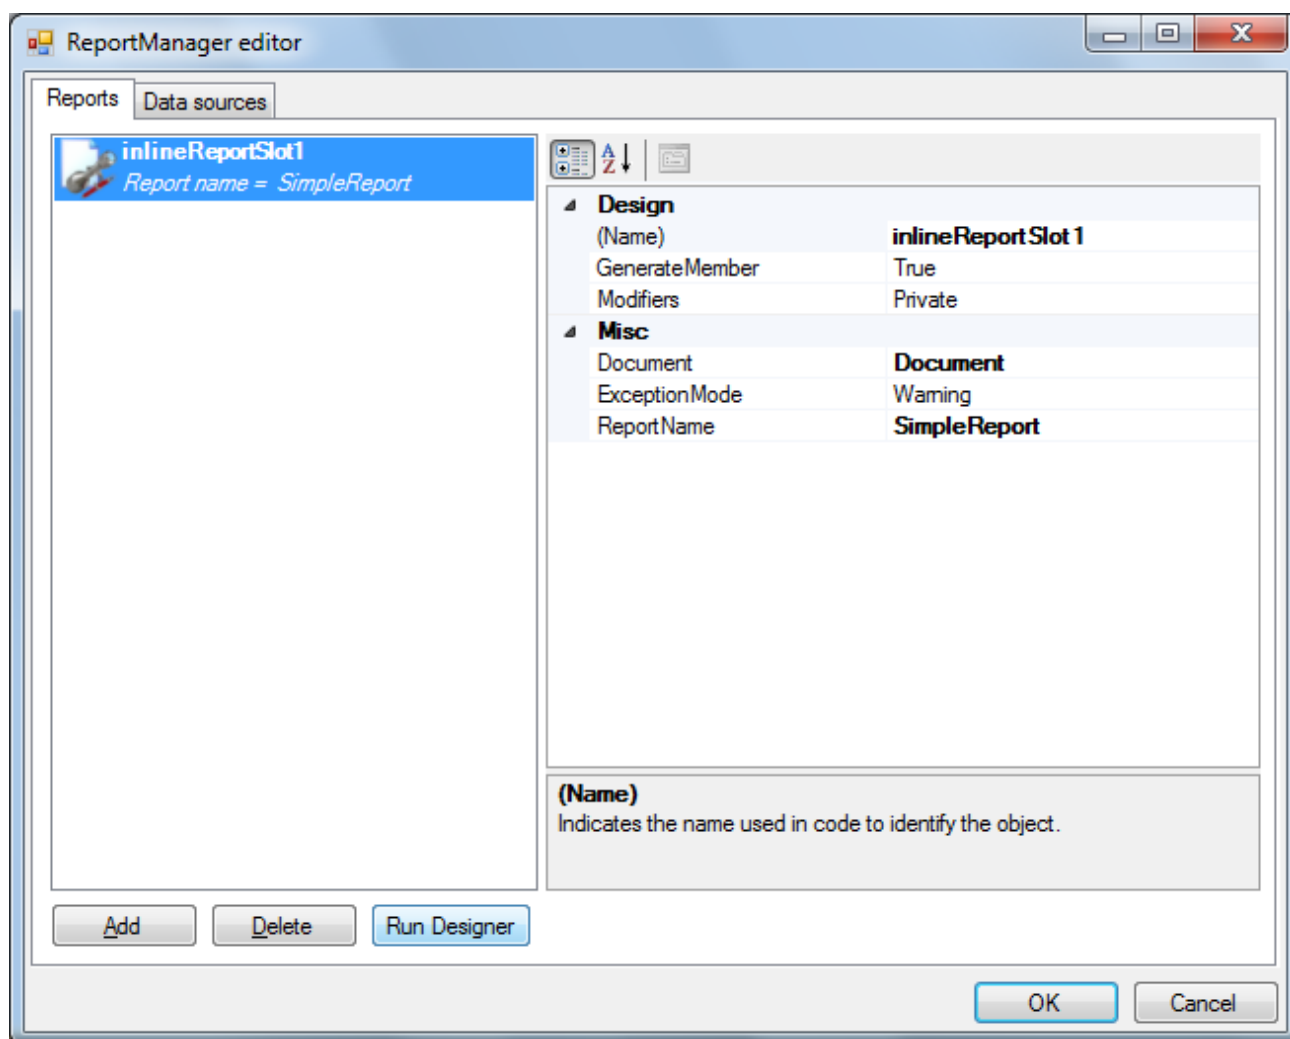 ReportManager editor
Reports
Data sources
inlineReportSlot1
Report name = SimpleReport
Design
(Name) inlineReportSlot1
GenerateMember True
Modifiers Private
Misc
Document Document
ExceptionMode Warning
ReportName SimpleReport
(Name)
Indicates the name used in code to identify the object.
Add
Delete
Run Designer
OK
Cancel